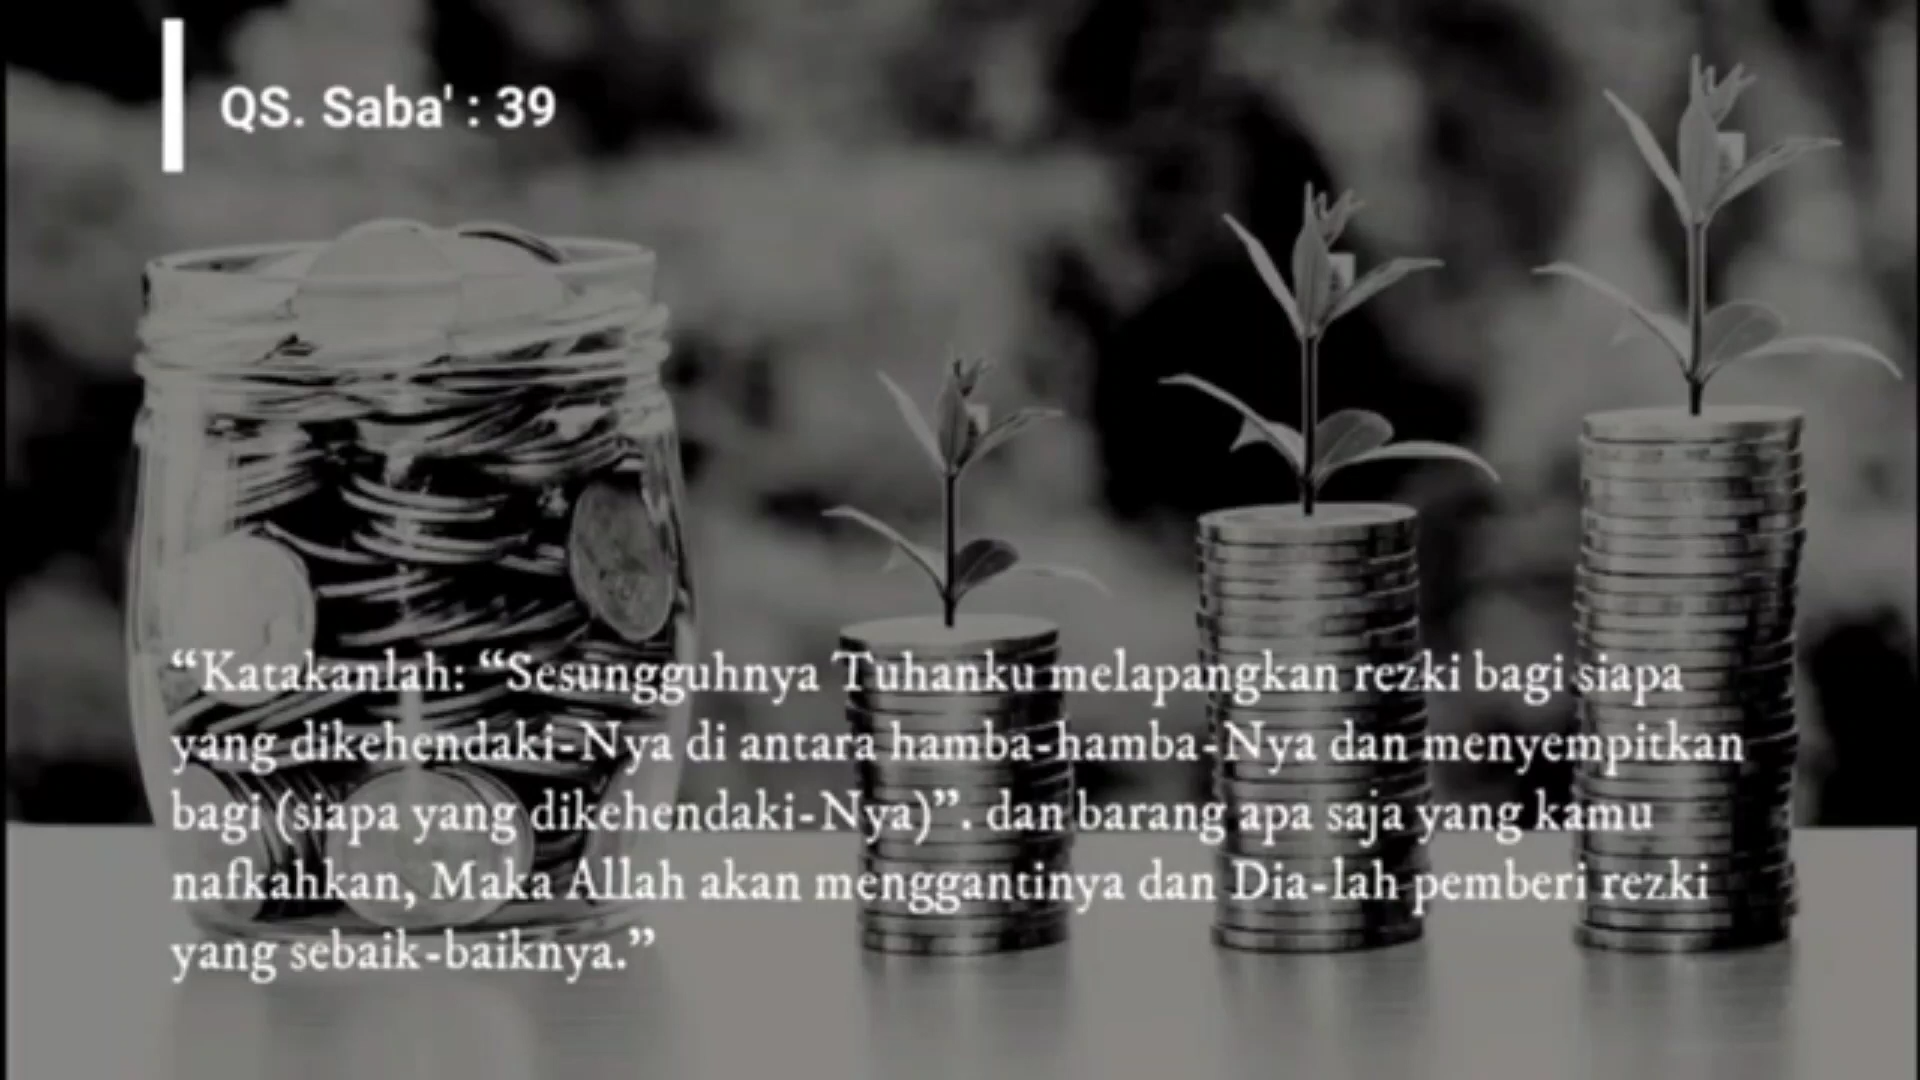 QS. Saba' : 39
“Katakanlah: “Sesungguhnya Tuhanku melapangkan rezki bagi siapa
yang dikehendaki-Nya di antara hamba-hamba-Nya dan menyempitkan
bagi (siapa yang dikehendaki-Nya)”. dan barang apa saja yang kamu
nafkahkan, Maka Allah akan menggantinya dan Dia-lah pemberi rezki
yang sebaik-baiknya.”